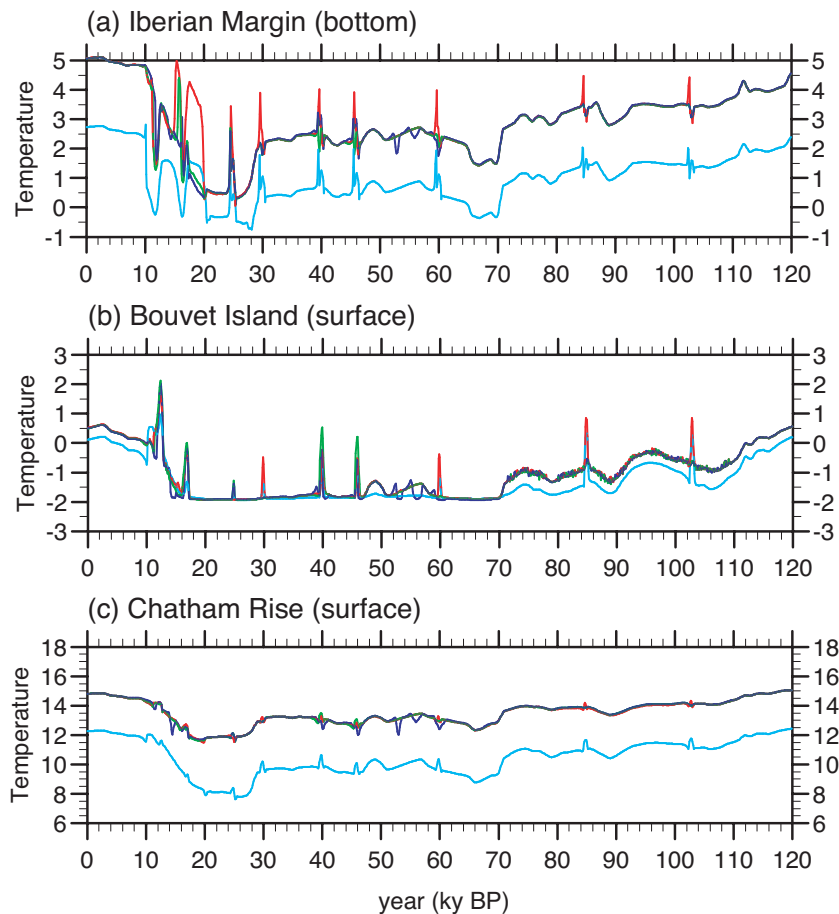 (a) Iberian Margin (bottom)
5 5
4 4
3 3
2 2
1 1
0 0
-1 -1
Temperature
0 10 20 30 40 50 60 70 80 90 100 110 120
(b) Bouvet Island (surface)
3 3
2 2
1 1
0 0
-1 -1
-2 -2
-3 -3
Temperature
0 10 20 30 40 50 60 70 80 90 100 110 120
(c) Chatham Rise (surface)
18 18
16 16
14 14
12 12
10 10
8 8
6 6
Temperature
0 10 20 30 40 50 60 70 80 90 100 110 120
year (ky BP)